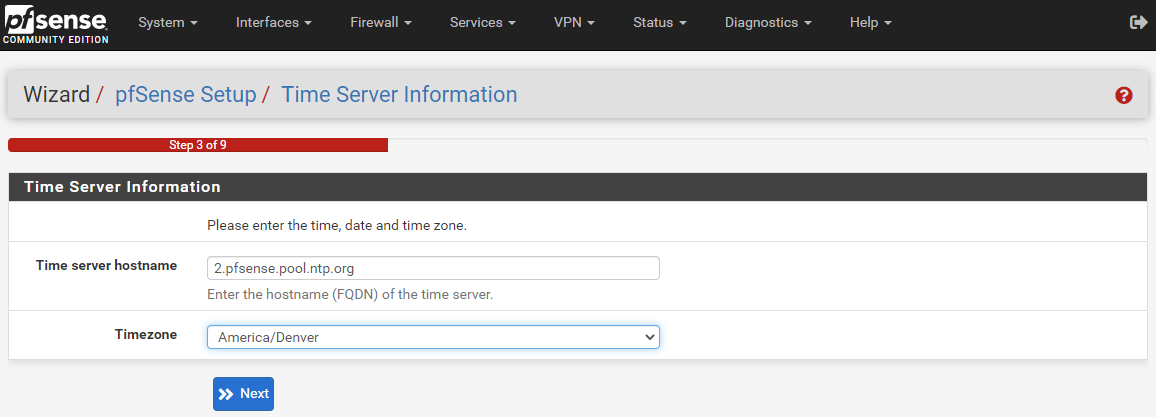 pfsense
COMMUNITY EDITION
System Interfaces Firewall Services VPN Status Diagnostics Help
Wizard / pfSense Setup / Time Server Information
Step 3 of 9
Time Server Information
Please enter the time, date and time zone.
Time server hostname 2.pfsense.pool.ntp.org
Enter the hostname (FQDN) of the time server.
Timezone America/Denver
Next